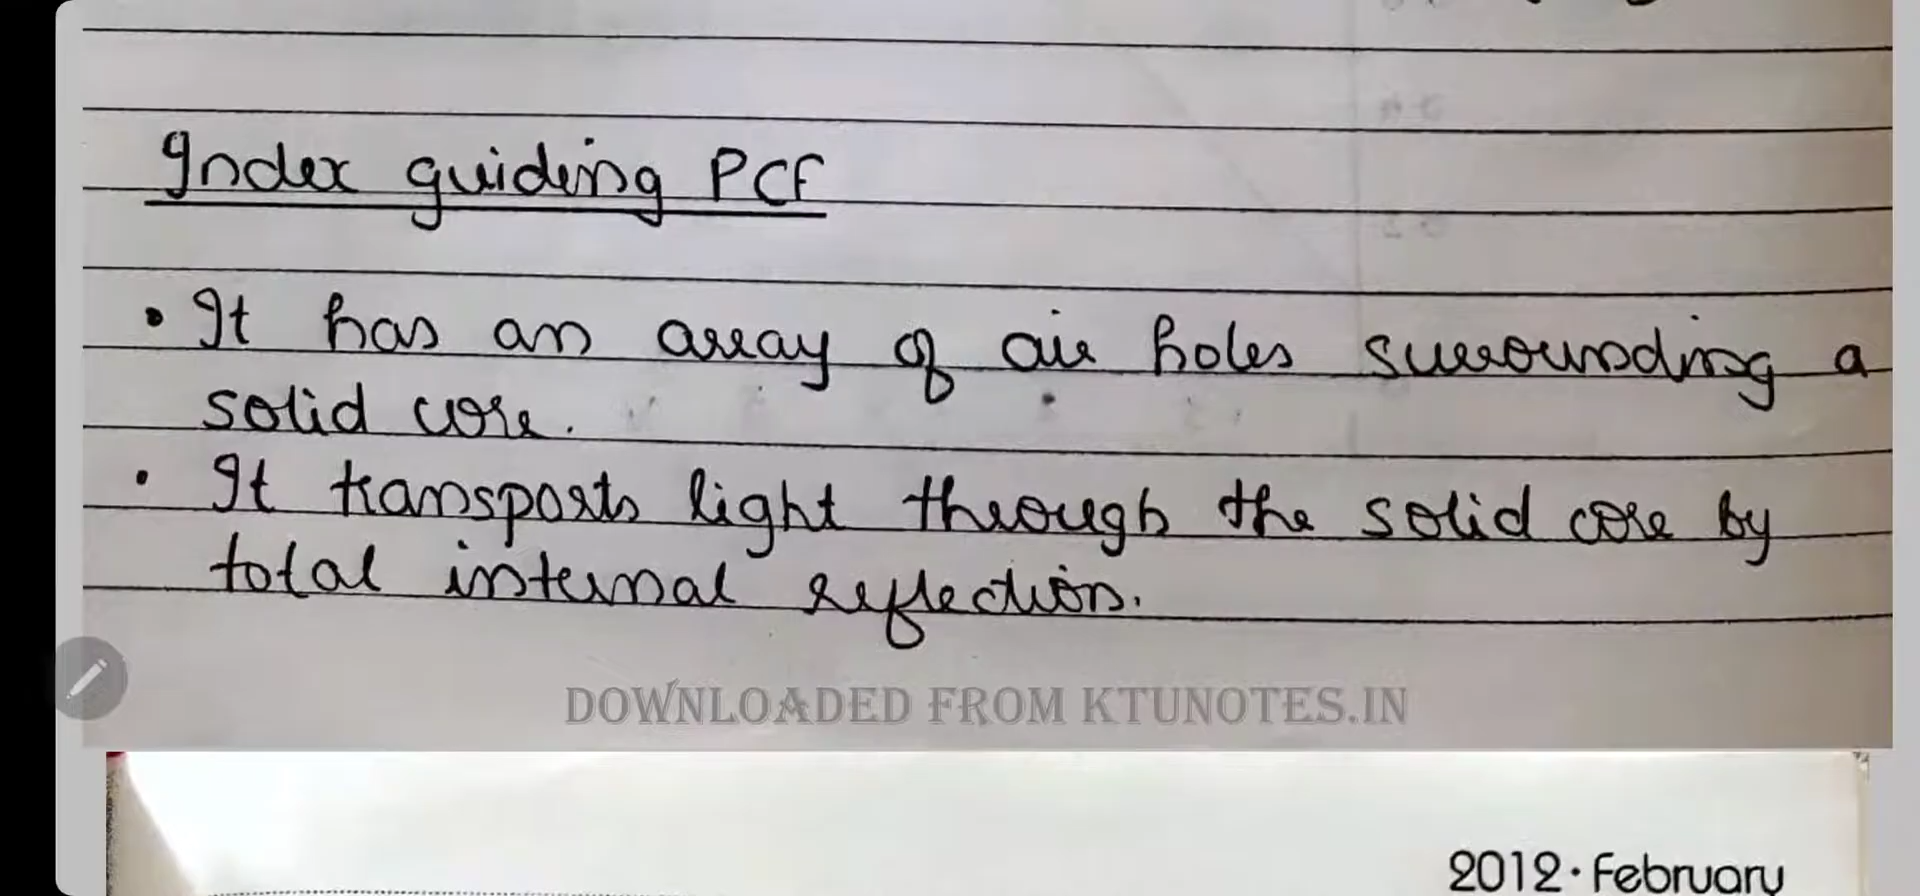 Index guiding PCF
• It has an array of air holes surrounding a
solid core.
• It transports light through the solid core by
total internal reflection.
DOWNLOADED FROM KTUNOTES.IN
2012 · February